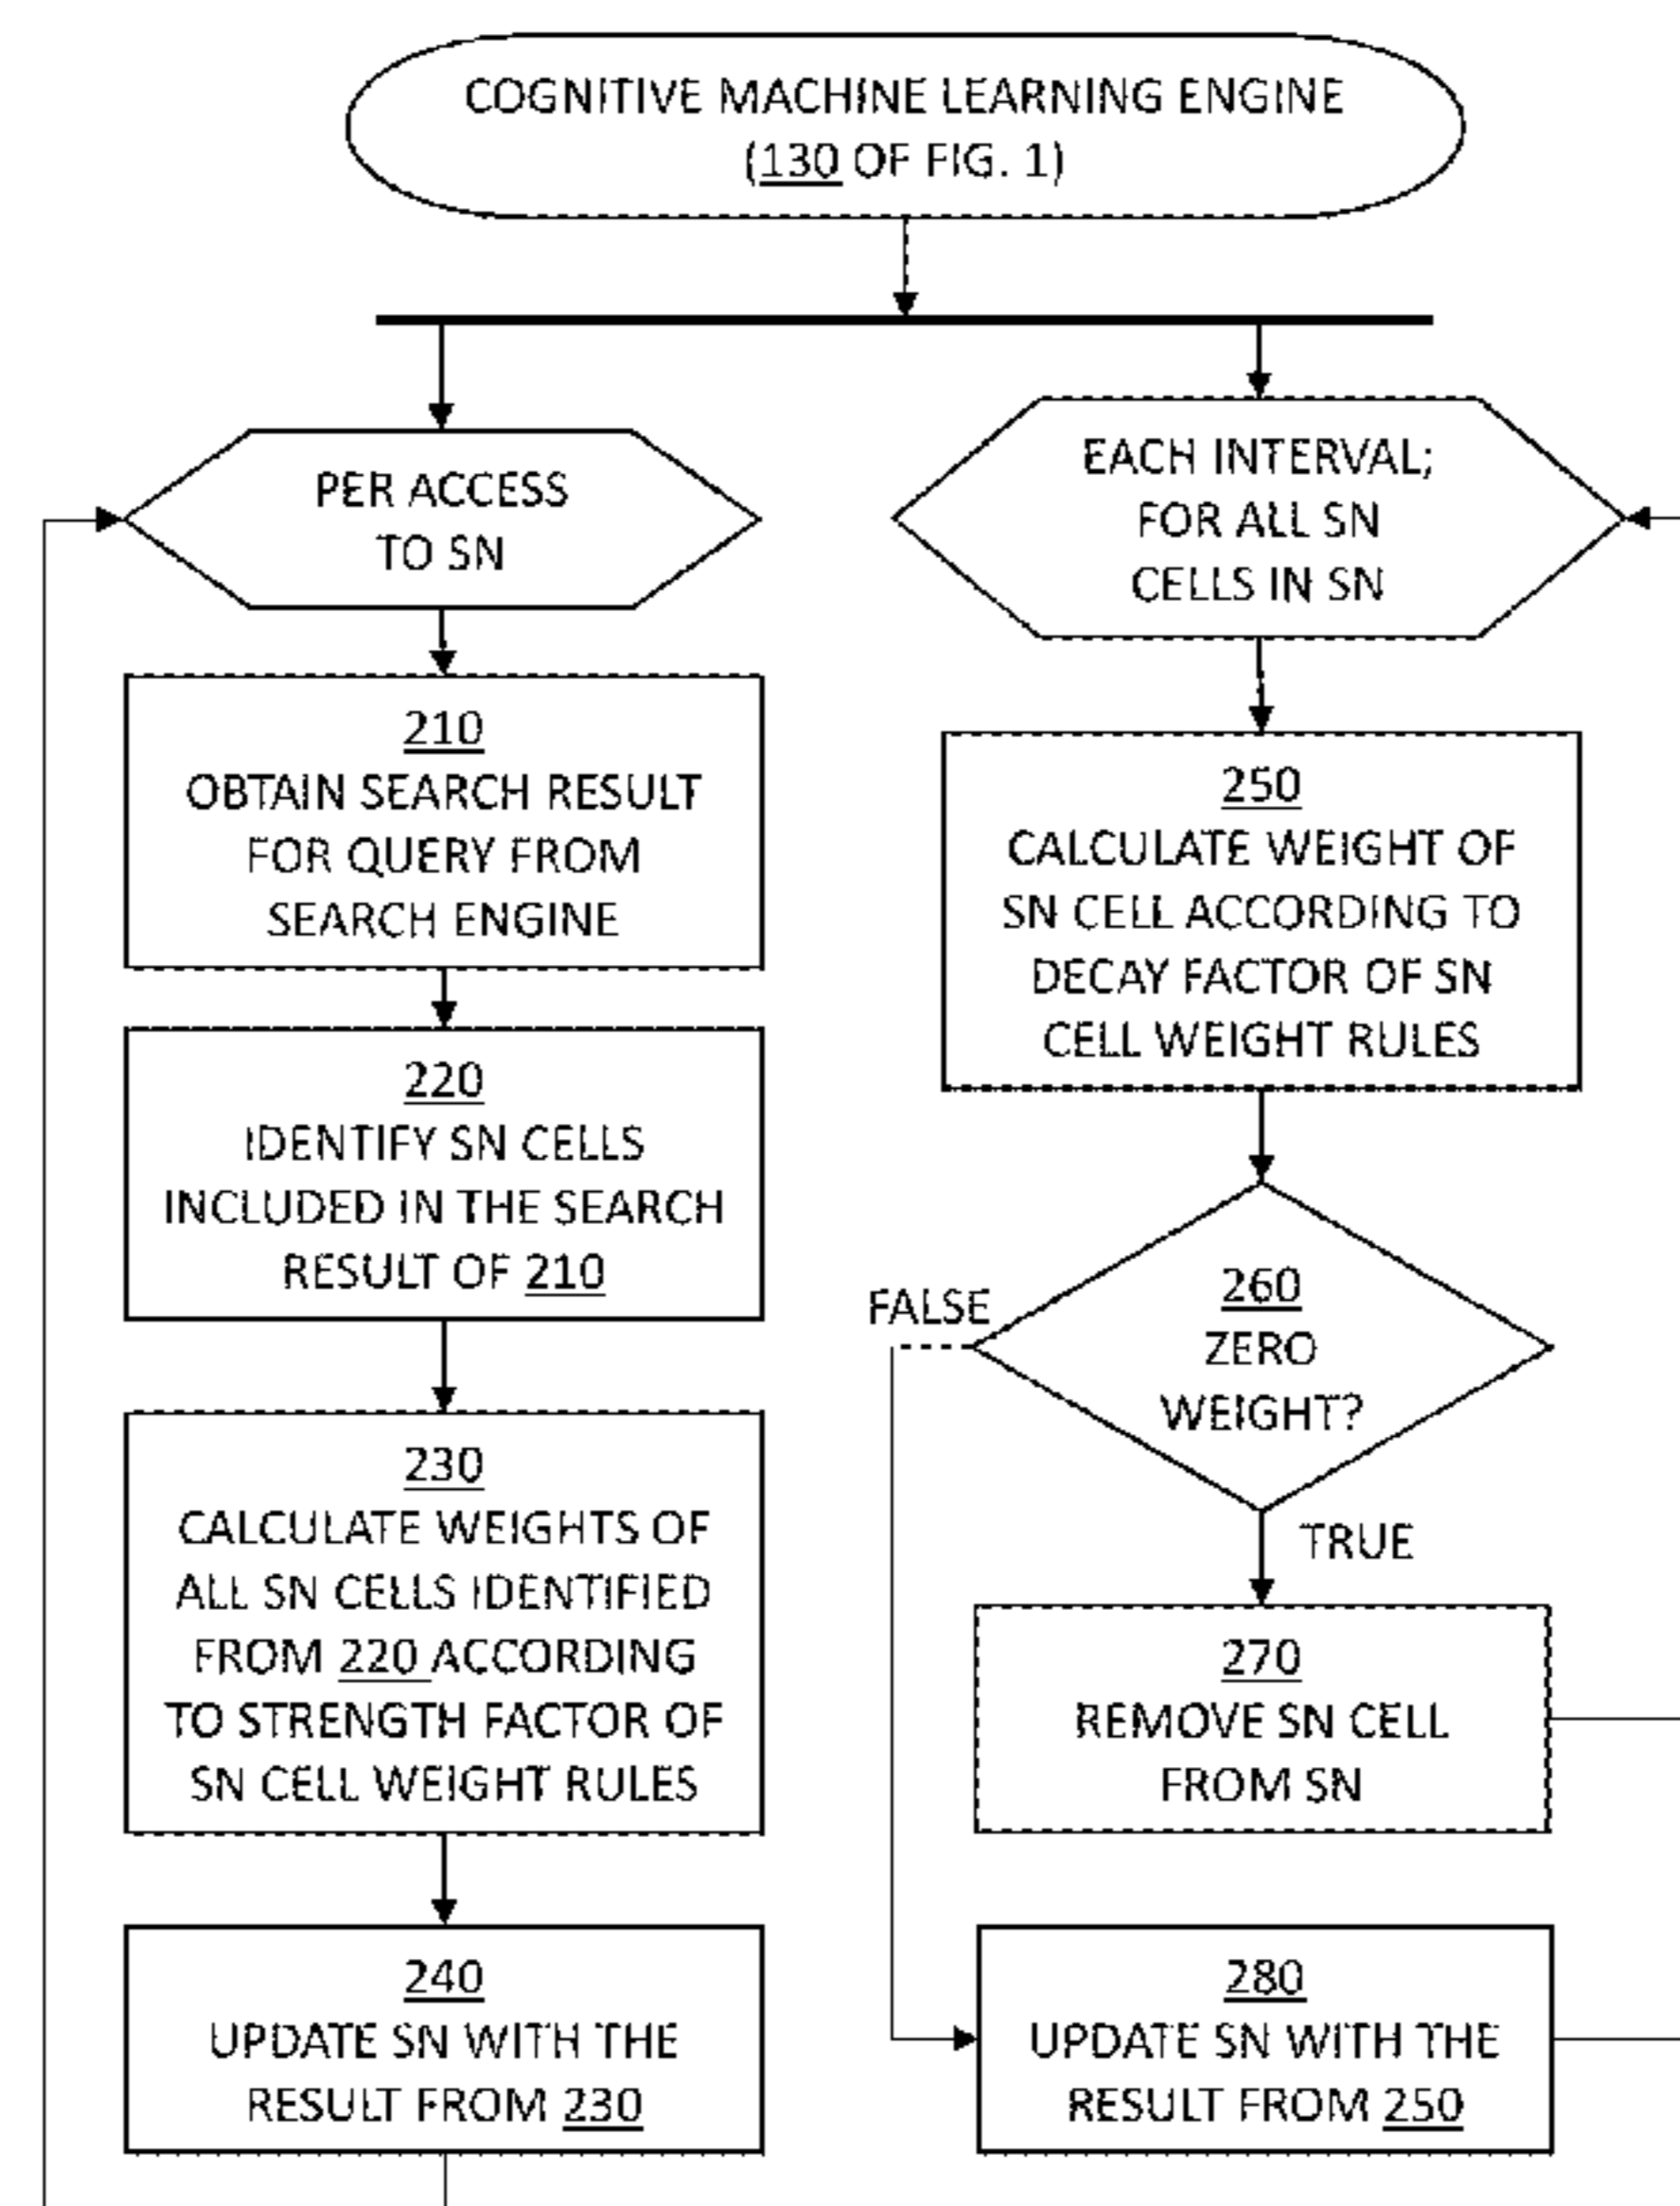 COGNITIVE MACHINE LEARNING ENGINE
(130 OF FIG. 1)
PER ACCESS
TO SN
210
OBTAIN SEARCH RESULT
FOR QUERY FROM
SEARCH ENGINE
220
IDENTIFY SN CELLS
INCLUDED IN THE SEARCH
RESULT OF 210
230
CALCULATE WEIGHTS OF
ALL SN CELLS IDENTIFIED
FROM 220 ACCORDING
TO STRENGTH FACTOR OF
SN CELL WEIGHT RULES
240
UPDATE SN WITH THE
RESULT FROM 230
EACH INTERVAL;
FOR ALL SN
CELLS IN SN
250
CALCULATE WEIGHT OF
SN CELL ACCORDING TO
DECAY FACTOR OF SN
CELL WEIGHT RULES
260
ZERO
WEIGHT?
FALSE
TRUE
270
REMOVE SN CELL
FROM SN
280
UPDATE SN WITH THE
RESULT FROM 250